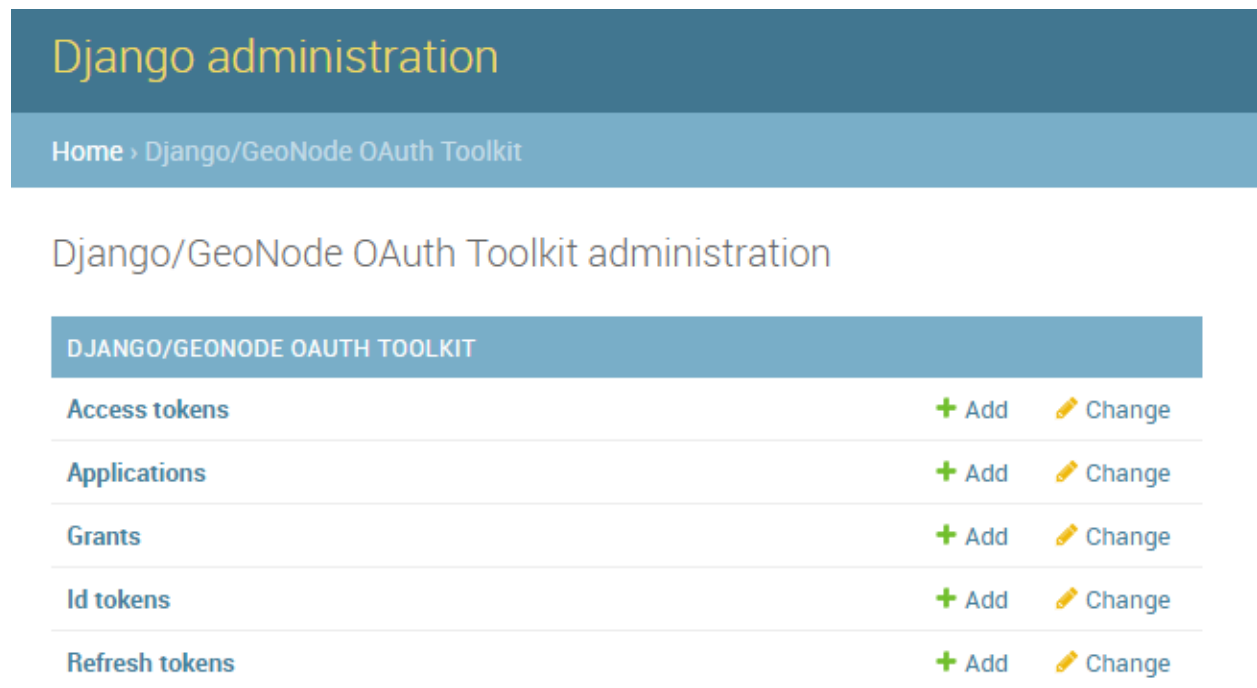 Django administration
Home › Django/GeoNode OAuth Toolkit
Django/GeoNode OAuth Toolkit administration
DJANGO/GEONODE OAUTH TOOLKIT
Access tokens Add Change
Applications Add Change
Grants Add Change
Id tokens Add Change
Refresh tokens Add Change